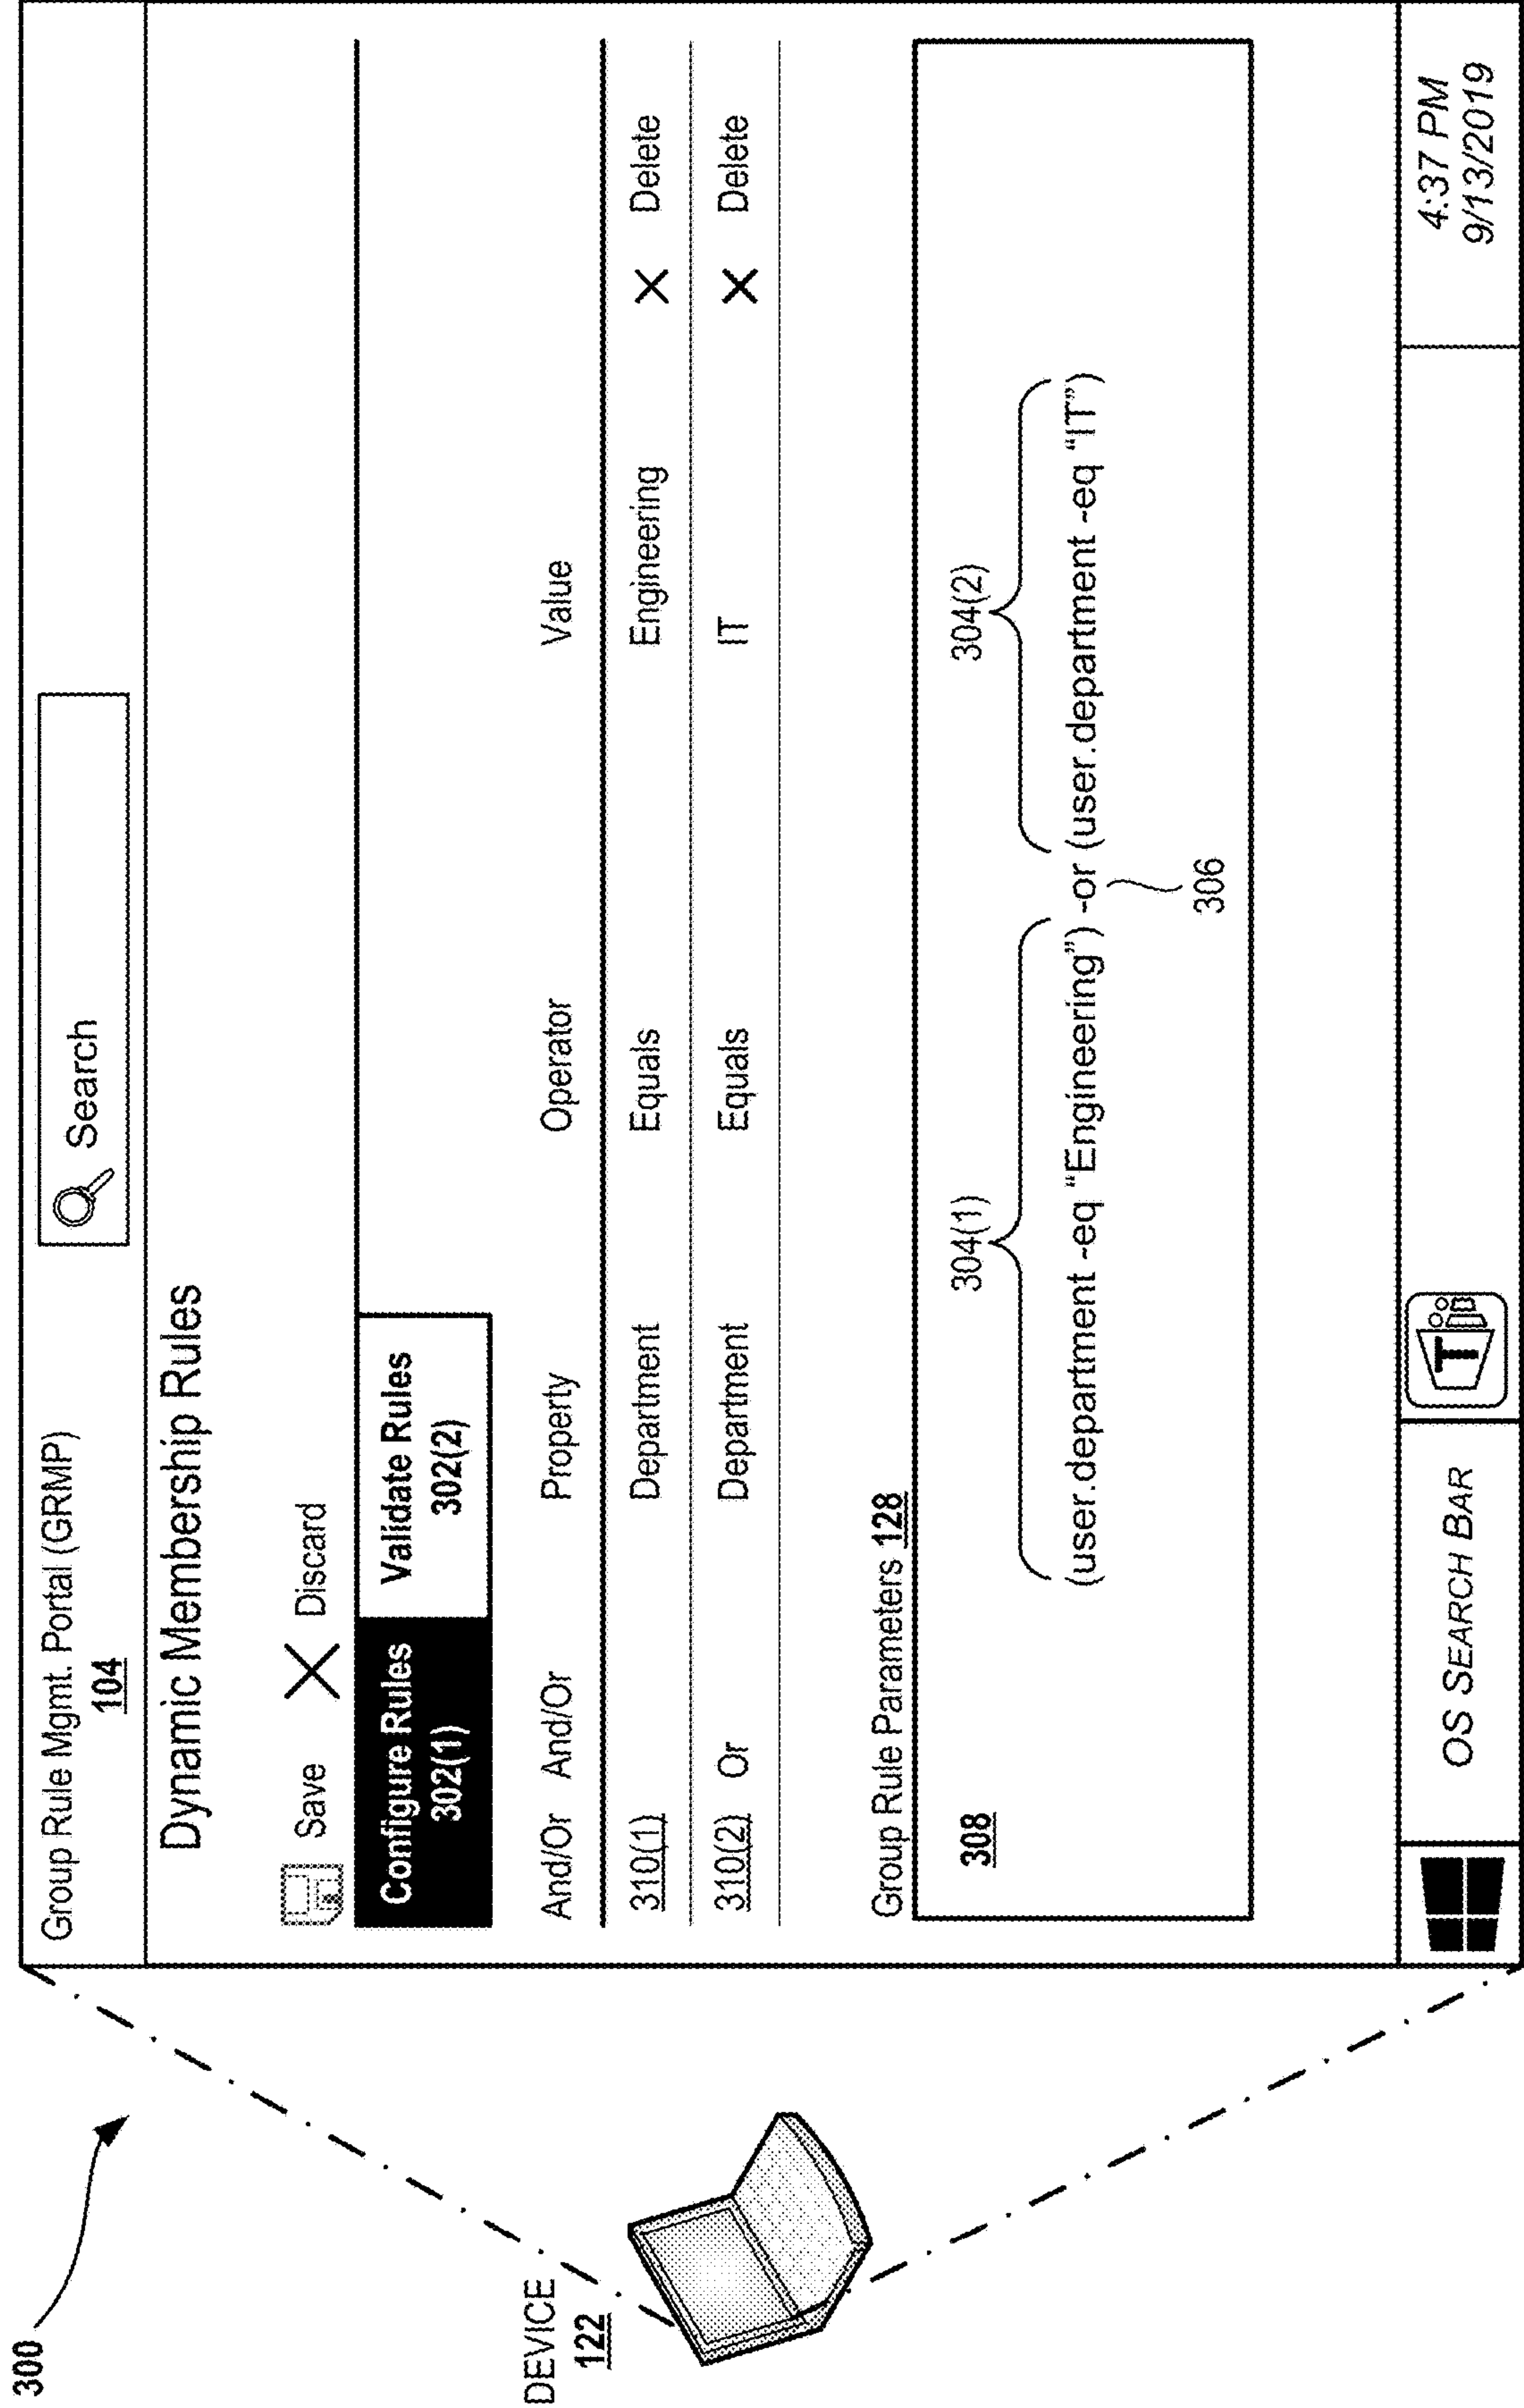 300
DEVICE
122
Group Rule Mgmt. Portal (GRMP)
104
Search
Dynamic Membership Rules
Save Discard
Configure Rules
302(1)
Validate Rules
302(2)
And/Or And/Or Property Operator Value
310(1) Department Equals Engineering Delete
310(2) Or Department Equals IT Delete
Group Rule Parameters 128
308
304(1) 304(2)
(user.department -eq “Engineering”) -or (user.department -eq “IT”)
306
OS SEARCH BAR T
4:37 PM
9/13/2019